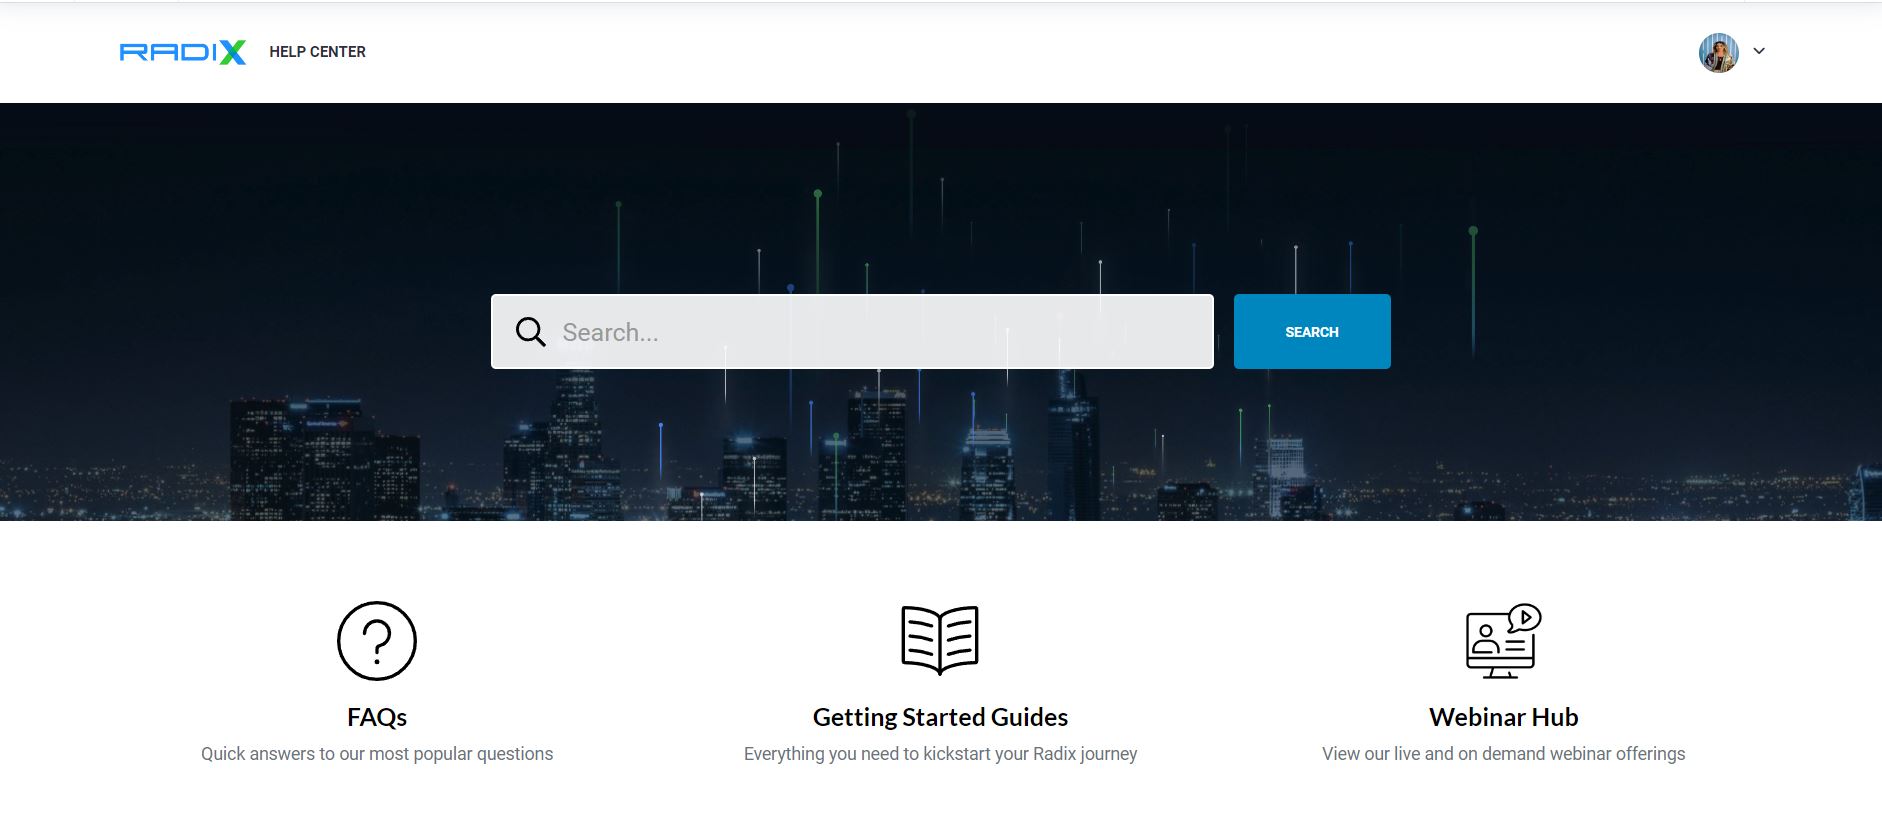 RADIX HELP CENTER
Search...
SEARCH
FAQs
Quick answers to our most popular questions
Getting Started Guides
Everything you need to kickstart your Radix journey
Webinar Hub
View our live and on demand webinar offerings